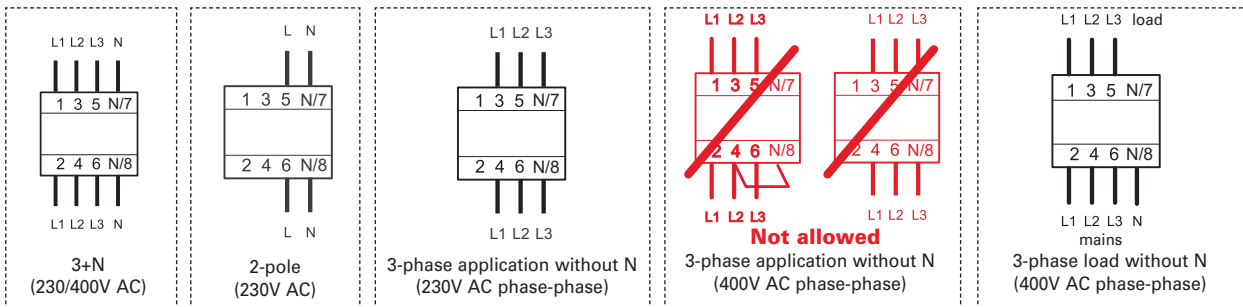 L1 L2 L3 N
1 3 5 N/7
2 4 6 N/8
L1 L2 L3 N
3+N
(230/400V AC)
L N
1 3 5 N/7
2 4 6 N/8
L N
2-pole
(230V AC)
L1 L2 L3
1 3 5 N/7
2 4 6 N/8
L1 L2 L3
3-phase application without N
(230V AC phase-phase)
L1 L2 L3
1 3 5 N/7
2 4 6 N/8
L1 L2 L3
L1 L2 L3
1 3 5 N/7
2 4 6 N/8
L1 L2 L3
Not allowed
3-phase application without N
(400V AC phase-phase)
L1 L2 L3 load
1 3 5 N/7
2 4 6 N/8
L1 L2 L3 N
mains
3-phase load without N
(400V AC phase-phase)